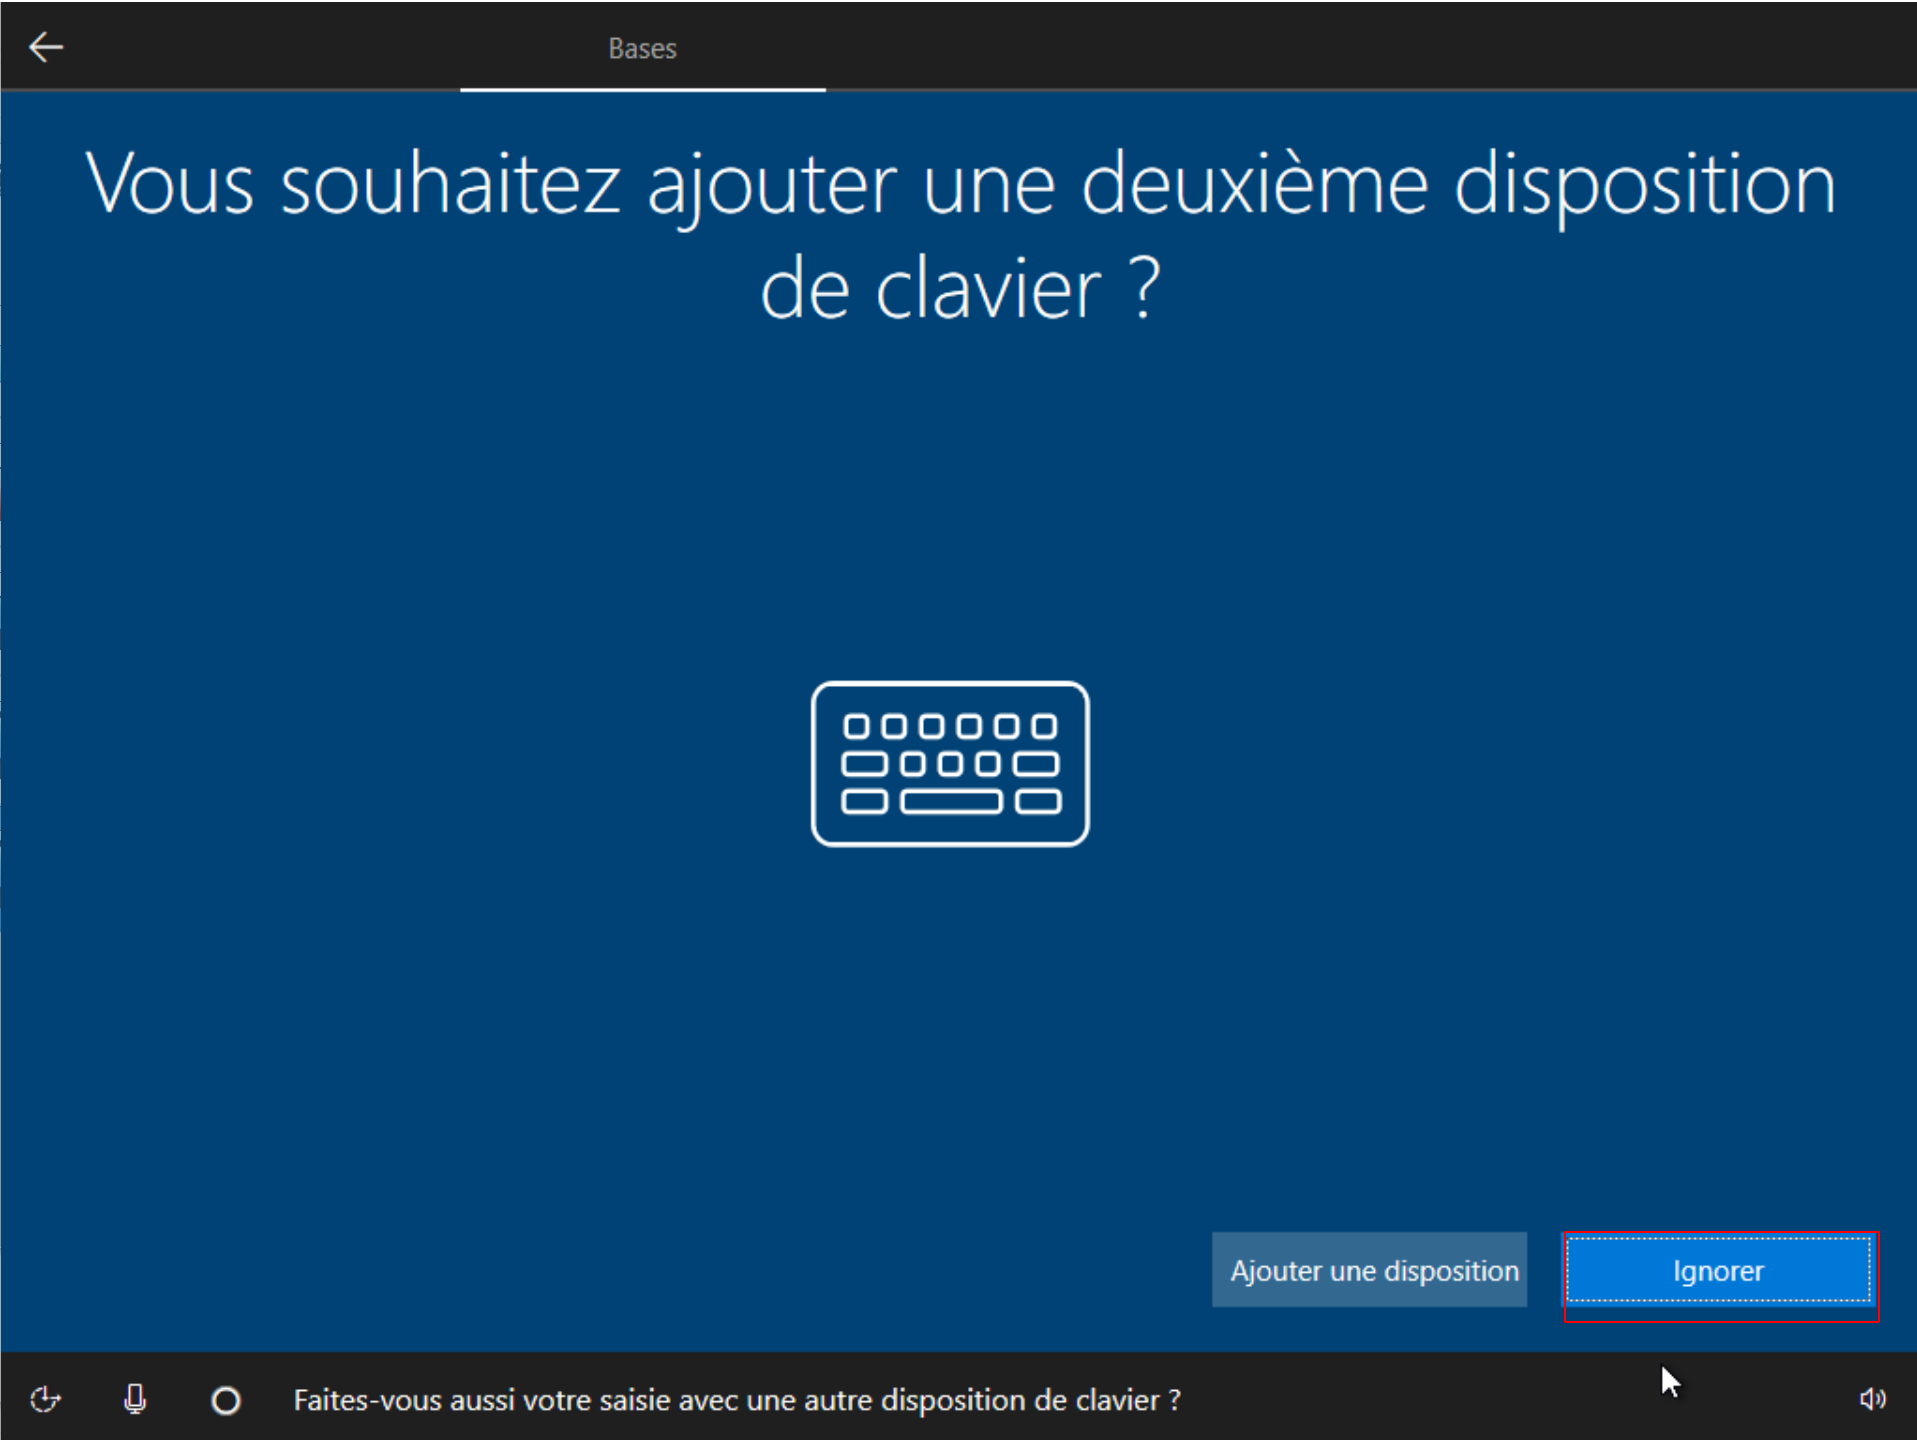 Bases
Vous souhaitez ajouter une deuxième disposition
de clavier ?
Ajouter une disposition
Ignorer
Faites-vous aussi votre saisie avec une autre disposition de clavier ?